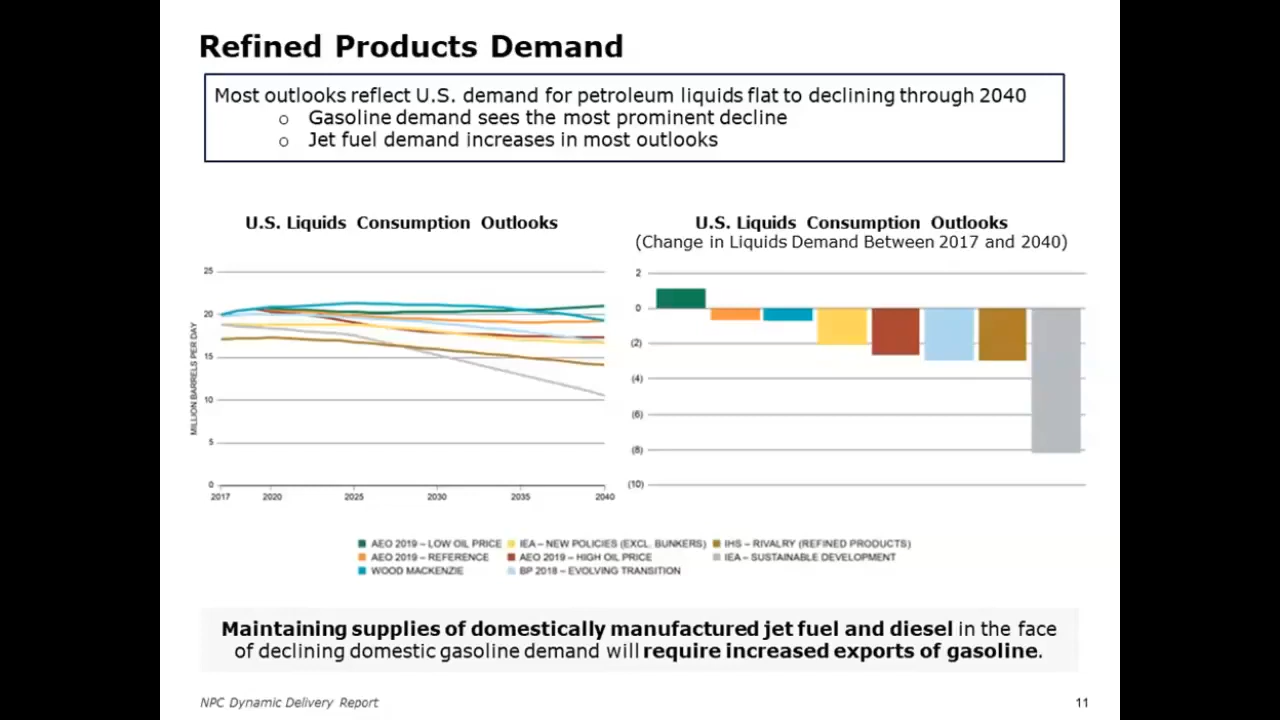 Refined Products Demand
Most outlooks reflect U.S. demand for petroleum liquids flat to declining through 2040
o Gasoline demand sees the most prominent decline
o Jet fuel demand increases in most outlooks
U.S. Liquids Consumption Outlooks
25
20
15
10
5
0
MILLION BARRELS PER DAY
2017 2020 2025 2030 2035 2040
U.S. Liquids Consumption Outlooks
(Change in Liquids Demand Between 2017 and 2040)
2
0
(2)
(4)
(6)
(8)
(10)
AEO 2019 – LOW OIL PRICE IEA – NEW POLICIES (EXCL. BUNKERS) IHS – RIVALRY (REFINED PRODUCTS)
AEO 2019 – REFERENCE AEO 2019 – HIGH OIL PRICE IEA – SUSTAINABLE DEVELOPMENT
WOOD MACKENZIE BP 2018 – EVOLVING TRANSITION
Maintaining supplies of domestically manufactured jet fuel and diesel in the face
of declining domestic gasoline demand will require increased exports of gasoline.
NPC Dynamic Delivery Report
11